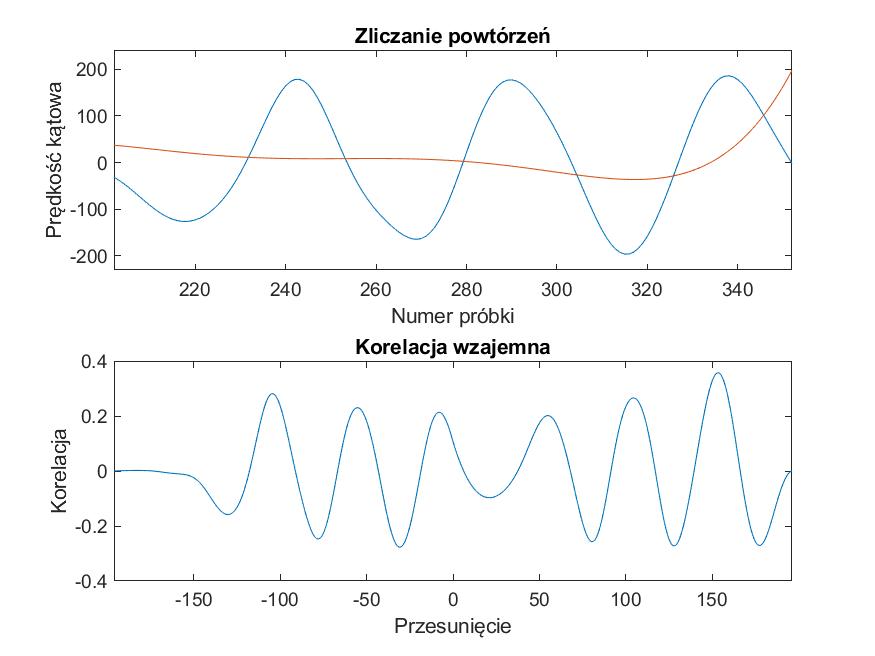 Zliczanie powtórzeń
200
100
0
-100
-200
Prędkość kątowa
220 240 260 280 300 320 340
Numer próbki
Korelacja wzajemna
0.4
0.2
0
-0.2
-0.4
Korelacja
-150 -100 -50 0 50 100 150
Przesunięcie